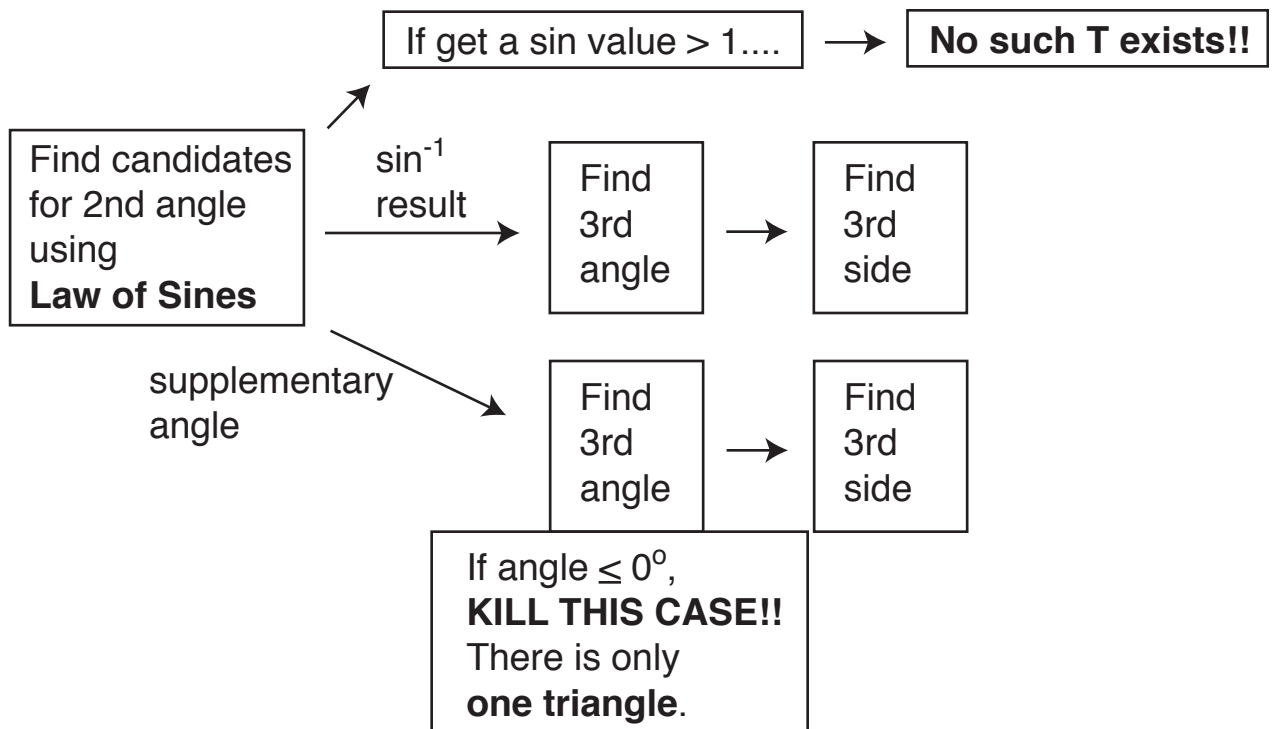 If get a sin value > 1....
No such T exists!!
Find candidates
for 2nd angle
using
Law of Sines
sin⁻¹
result
Find
3rd
angle
Find
3rd
side
supplementary
angle
Find
3rd
angle
Find
3rd
side
If angle ≤ 0º,
KILL THIS CASE!!
There is only
one triangle.